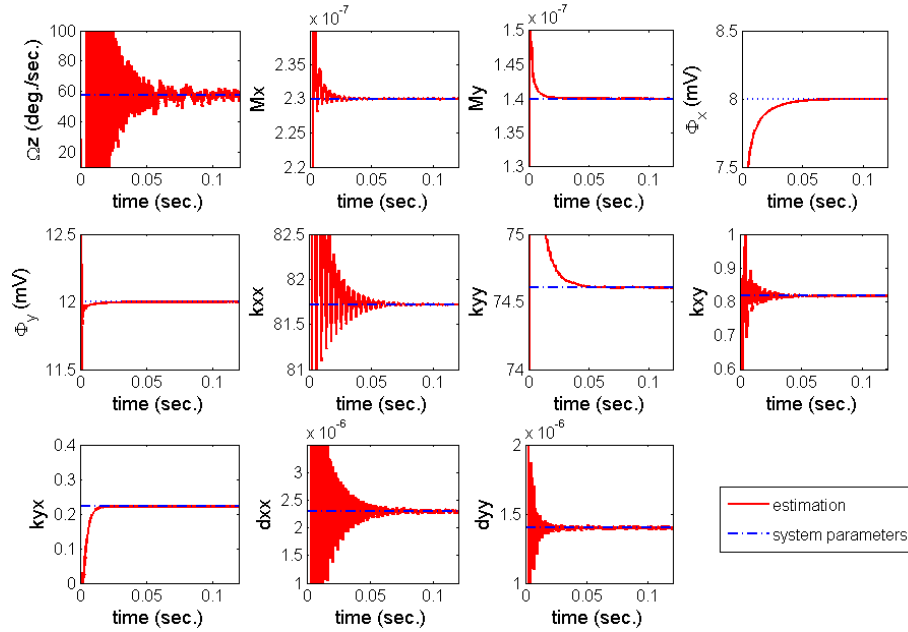 Ωz (deg./sec.)
100
80
60
40
20
0
0.05
0.1
time (sec.)
x 10⁻⁷
Mx
2.35
2.3
2.25
2.2
0
0.05
0.1
time (sec.)
x 10⁻⁷
My
1.5
1.45
1.4
1.35
1.3
0
0.05
0.1
time (sec.)
Φₓ (mV)
8.5
8
7.5
0
0.05
0.1
time (sec.)
Φy (mV)
12.5
12
11.5
0
0.05
0.1
time (sec.)
kxx
82.5
82
81.5
81
0
0.05
0.1
time (sec.)
kyy
75
74.5
74
0
0.05
0.1
time (sec.)
kxy
1
0.9
0.8
0.7
0.6
0
0.05
0.1
time (sec.)
kyx
0.4
0.3
0.2
0.1
0
0
0.05
0.1
time (sec.)
x 10⁻⁶
dxx
3
2.5
2
1.5
1
0
0.05
0.1
time (sec.)
x 10⁻⁶
dyy
2
1.5
1
0
0.05
0.1
time (sec.)
estimation
system parameters